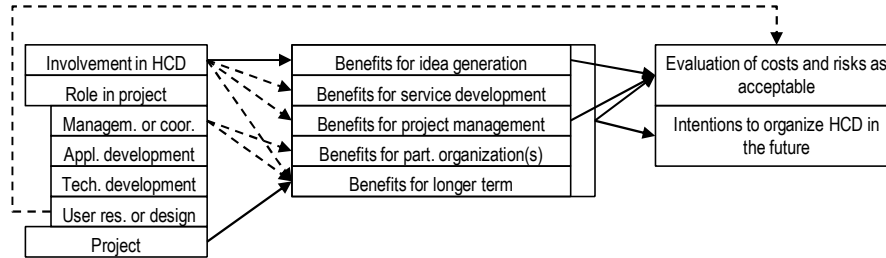 Involvement in HCD
Role in project
Managem. or coor.
Appl. development
Tech. development
User res. or design
Project
Benefits for idea generation
Benefits for service development
Benefits for project management
Benefits for part. organization(s)
Benefits for longer term
Evaluation of costs and risks as
acceptable
Intentions to organize HCD in
the future